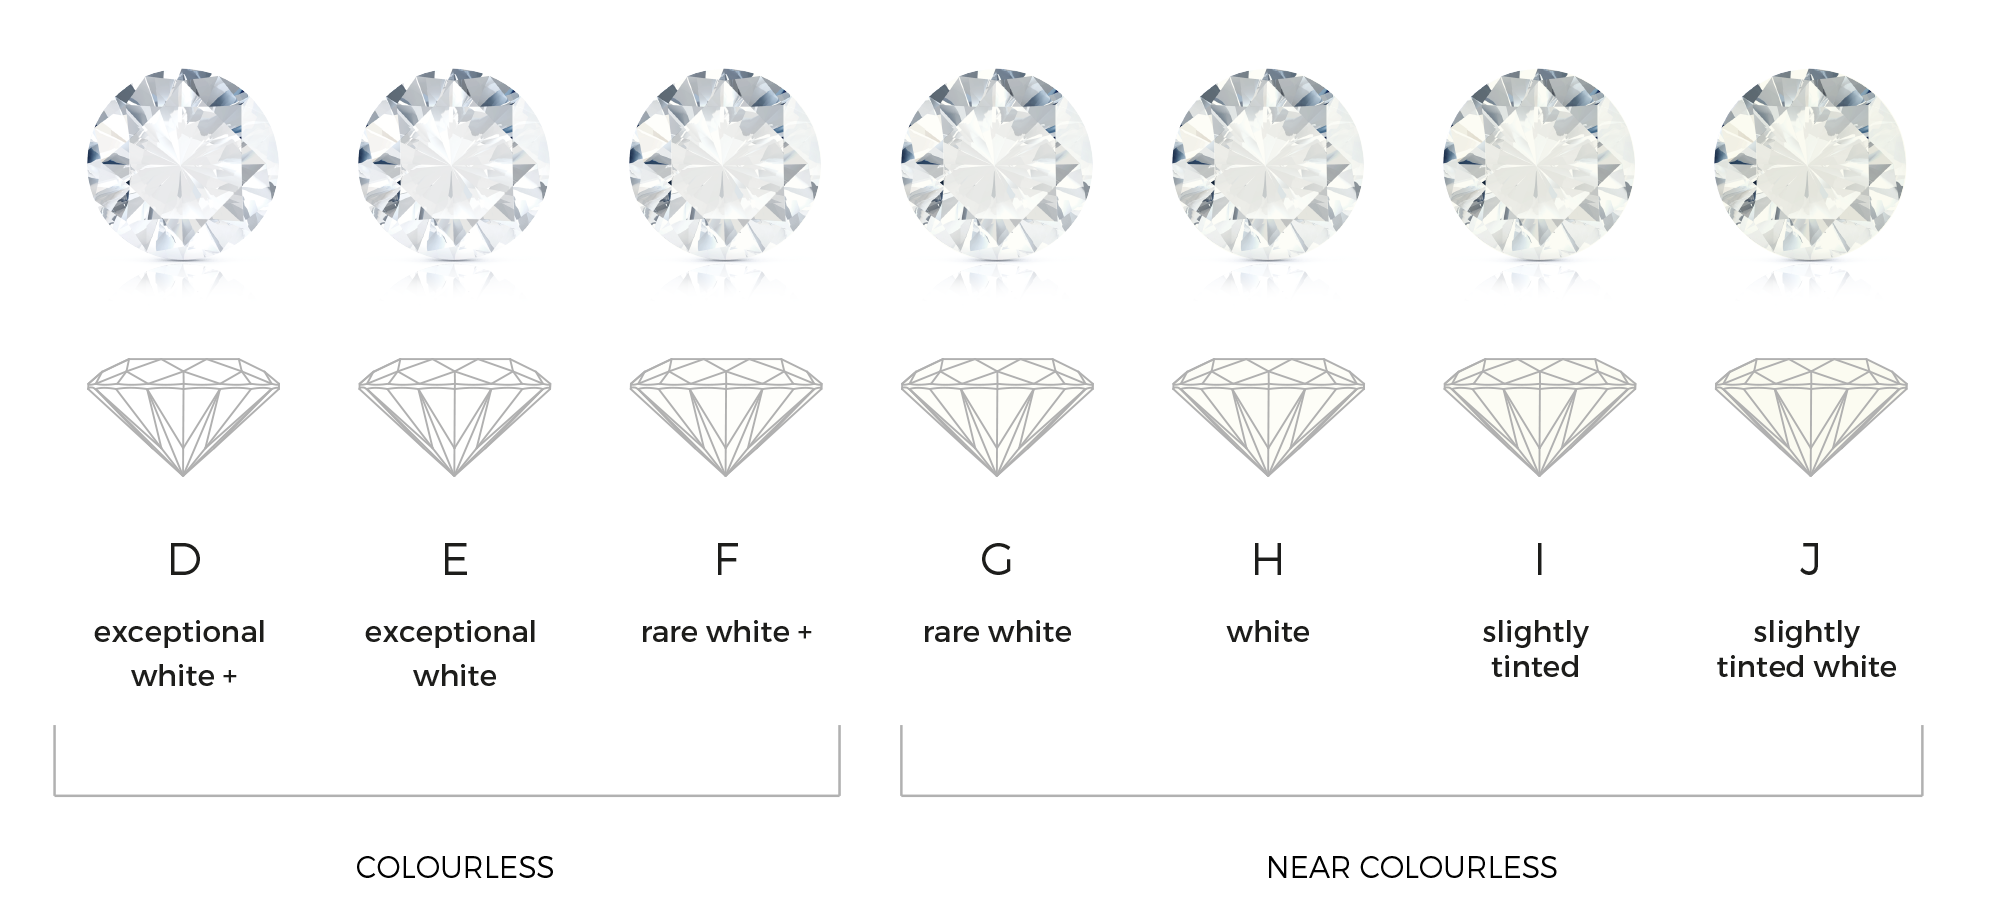 D
E
F
G
H
I
J
exceptional
white +
exceptional
white
rare white +
rare white
white
slightly
tinted
slightly
tinted white
COLOURLESS
NEAR COLOURLESS